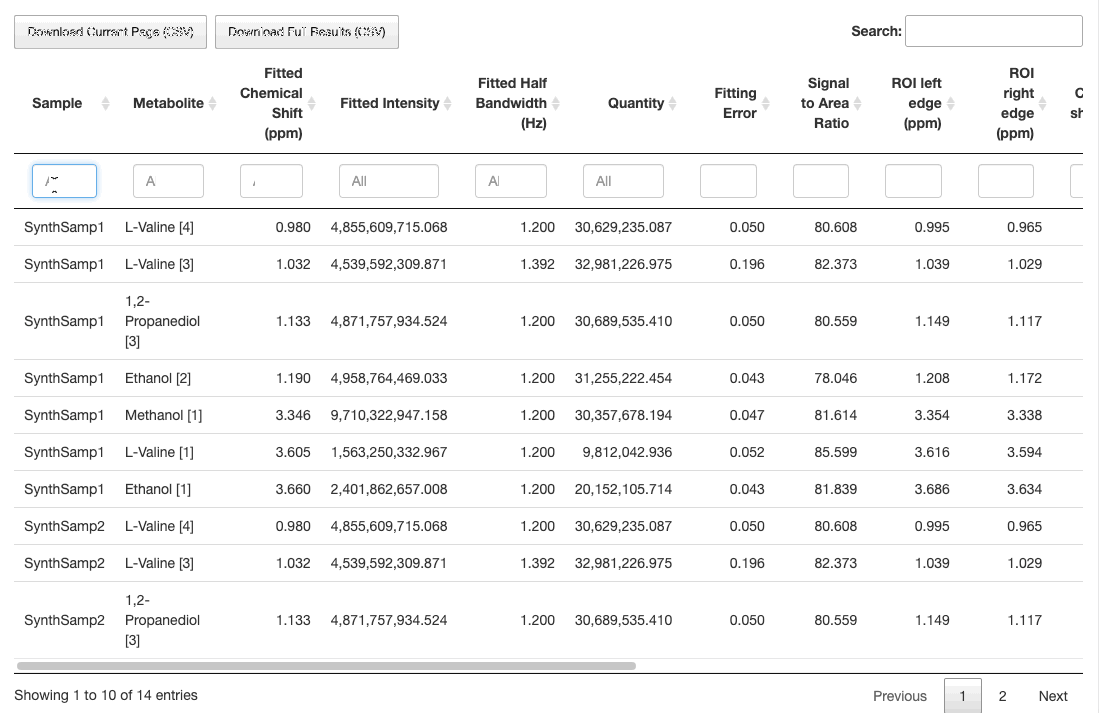 Download Current Page (CSV) Download Full Results (CSV) Search:
Sample Metabolite Fitted Chemical Shift (ppm) Fitted Intensity Fitted Half Bandwidth (Hz) Quantity Fitting Error Signal to Area Ratio ROI left edge (ppm) ROI right edge (ppm)
All All
SynthSamp1 L-Valine [4] 0.980 4,855,609,715.068 1.200 30,629,235.087 0.050 80.608 0.995 0.965
SynthSamp1 L-Valine [3] 1.032 4,539,592,309.871 1.392 32,981,226.975 0.196 82.373 1.039 1.029
SynthSamp1 1,2-Propanediol [3] 1.133 4,871,757,934.524 1.200 30,689,535.410 0.050 80.559 1.149 1.117
SynthSamp1 Ethanol [2] 1.190 4,958,764,469.033 1.200 31,255,222.454 0.043 78.046 1.208 1.172
SynthSamp1 Methanol [1] 3.346 9,710,322,947.158 1.200 30,357,678.194 0.047 81.614 3.354 3.338
SynthSamp1 L-Valine [1] 3.605 1,563,250,332.967 1.200 9,812,042.936 0.052 85.599 3.616 3.594
SynthSamp1 Ethanol [1] 3.660 2,401,862,657.008 1.200 20,152,105.714 0.043 81.839 3.686 3.634
SynthSamp2 L-Valine [4] 0.980 4,855,609,715.068 1.200 30,629,235.087 0.050 80.608 0.995 0.965
SynthSamp2 L-Valine [3] 1.032 4,539,592,309.871 1.392 32,981,226.975 0.196 82.373 1.039 1.029
SynthSamp2 1,2-Propanediol [3] 1.133 4,871,757,934.524 1.200 30,689,535.410 0.050 80.559 1.149 1.117
Showing 1 to 10 of 14 entries Previous 1 2 Next